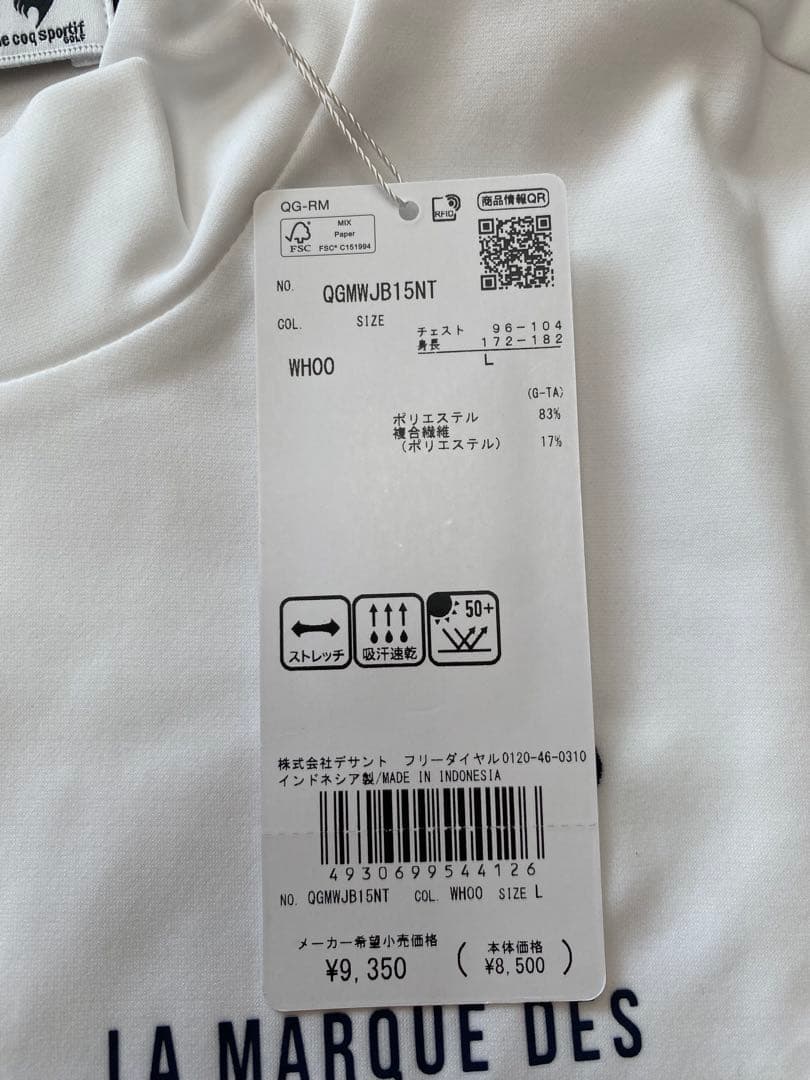 le coq sportif
GOLF
QG-RM
RFID
商品情報QR
MIX
Paper
FSC
FSC® C151994
NO. QGMWJB15NT
COL. SIZE
チェスト 96-104
身長 172-182
WH00 L
(G-TA)
ポリエステル 83%
複合繊維
(ポリエステル) 17%
50+
ストレッチ 吸汗速乾
株式会社デサント フリーダイヤル0120-46-0310
インドネシア製/MADE IN INDONESIA
4930699544126
NO. QGMWJB15NT COL. WH00 SIZE L
メーカー希望小売価格 本体価格
¥9,350 ( ¥8,500 )
LA MARQUE DES